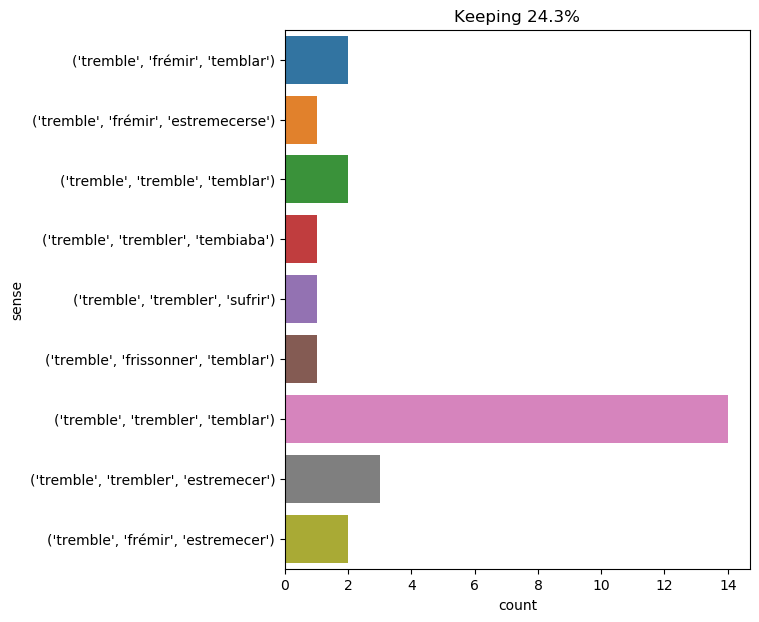 Keeping 24.3%
('tremble', 'frémir', 'temblar')
('tremble', 'frémir', 'estremecerse')
('tremble', 'tremble', 'temblar')
('tremble', 'trembler', 'tembiaba')
('tremble', 'trembler', 'sufrir')
('tremble', 'frissonner', 'temblar')
('tremble', 'trembler', 'temblar')
('tremble', 'trembler', 'estremecer')
('tremble', 'frémir', 'estremecer')
sense
0 2 4 6 8 10 12 14
count